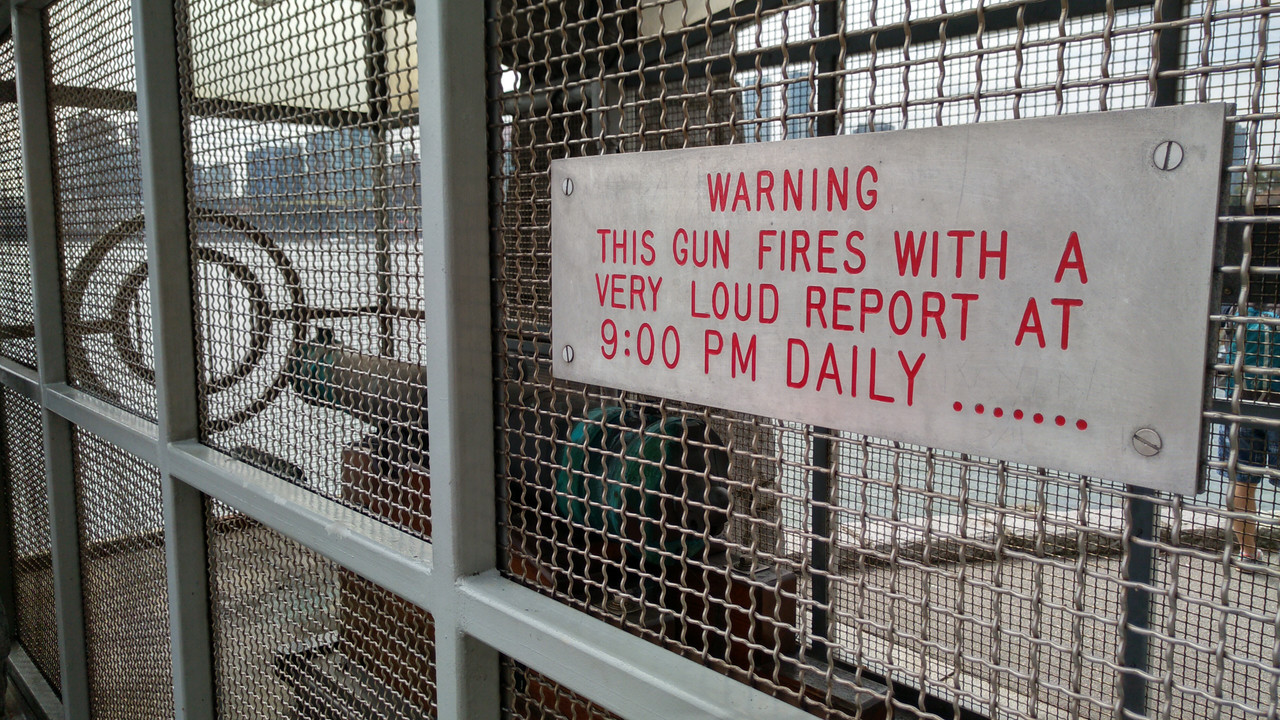 WARNING
THIS GUN FIRES WITH A
VERY LOUD REPORT AT
9:00 PM DAILY .......